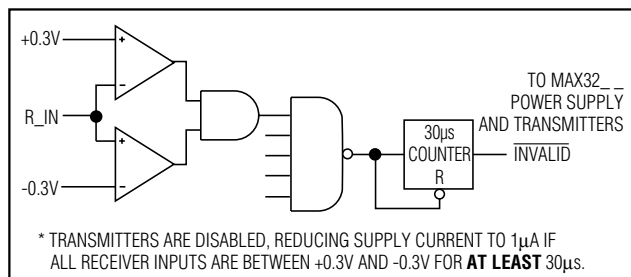 +0.3V
+
-
R_IN
+
-
-0.3V
30μs
COUNTER
R
TO MAX32_ _
POWER SUPPLY
AND TRANSMITTERS
INVALID
* TRANSMITTERS ARE DISABLED, REDUCING SUPPLY CURRENT TO 1μA IF
ALL RECEIVER INPUTS ARE BETWEEN +0.3V AND -0.3V FOR AT LEAST 30μs.